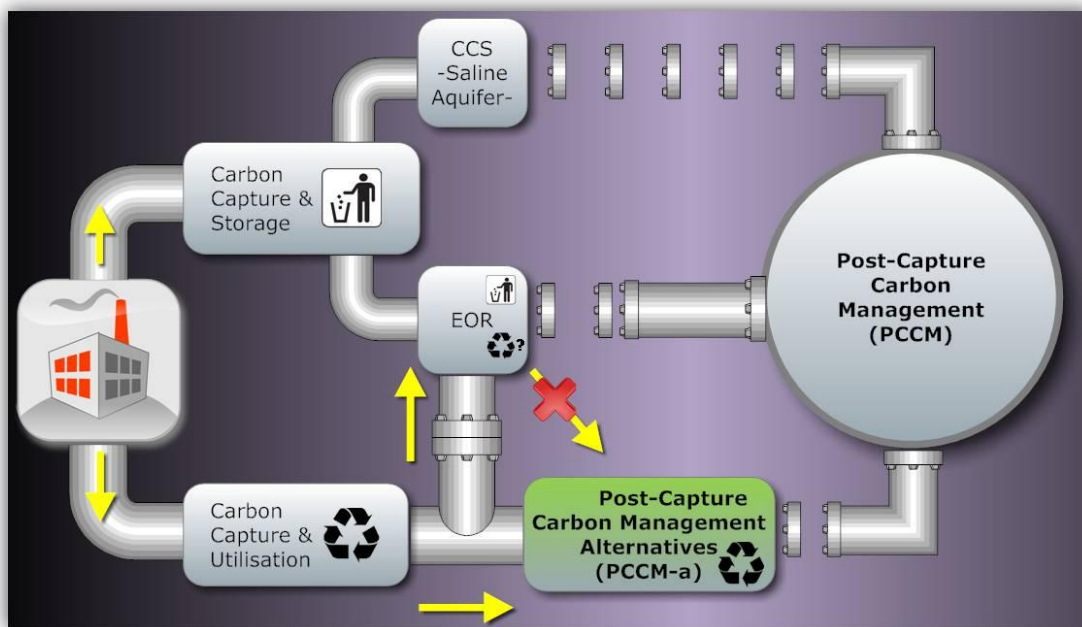 CCS
-Saline
Aquifer-
Carbon
Capture &
Storage
EOR
?
Post-Capture
Carbon
Management
(PCCM)
Carbon
Capture &
Utilisation
Post-Capture
Carbon Management
Alternatives
(PCCM-a)